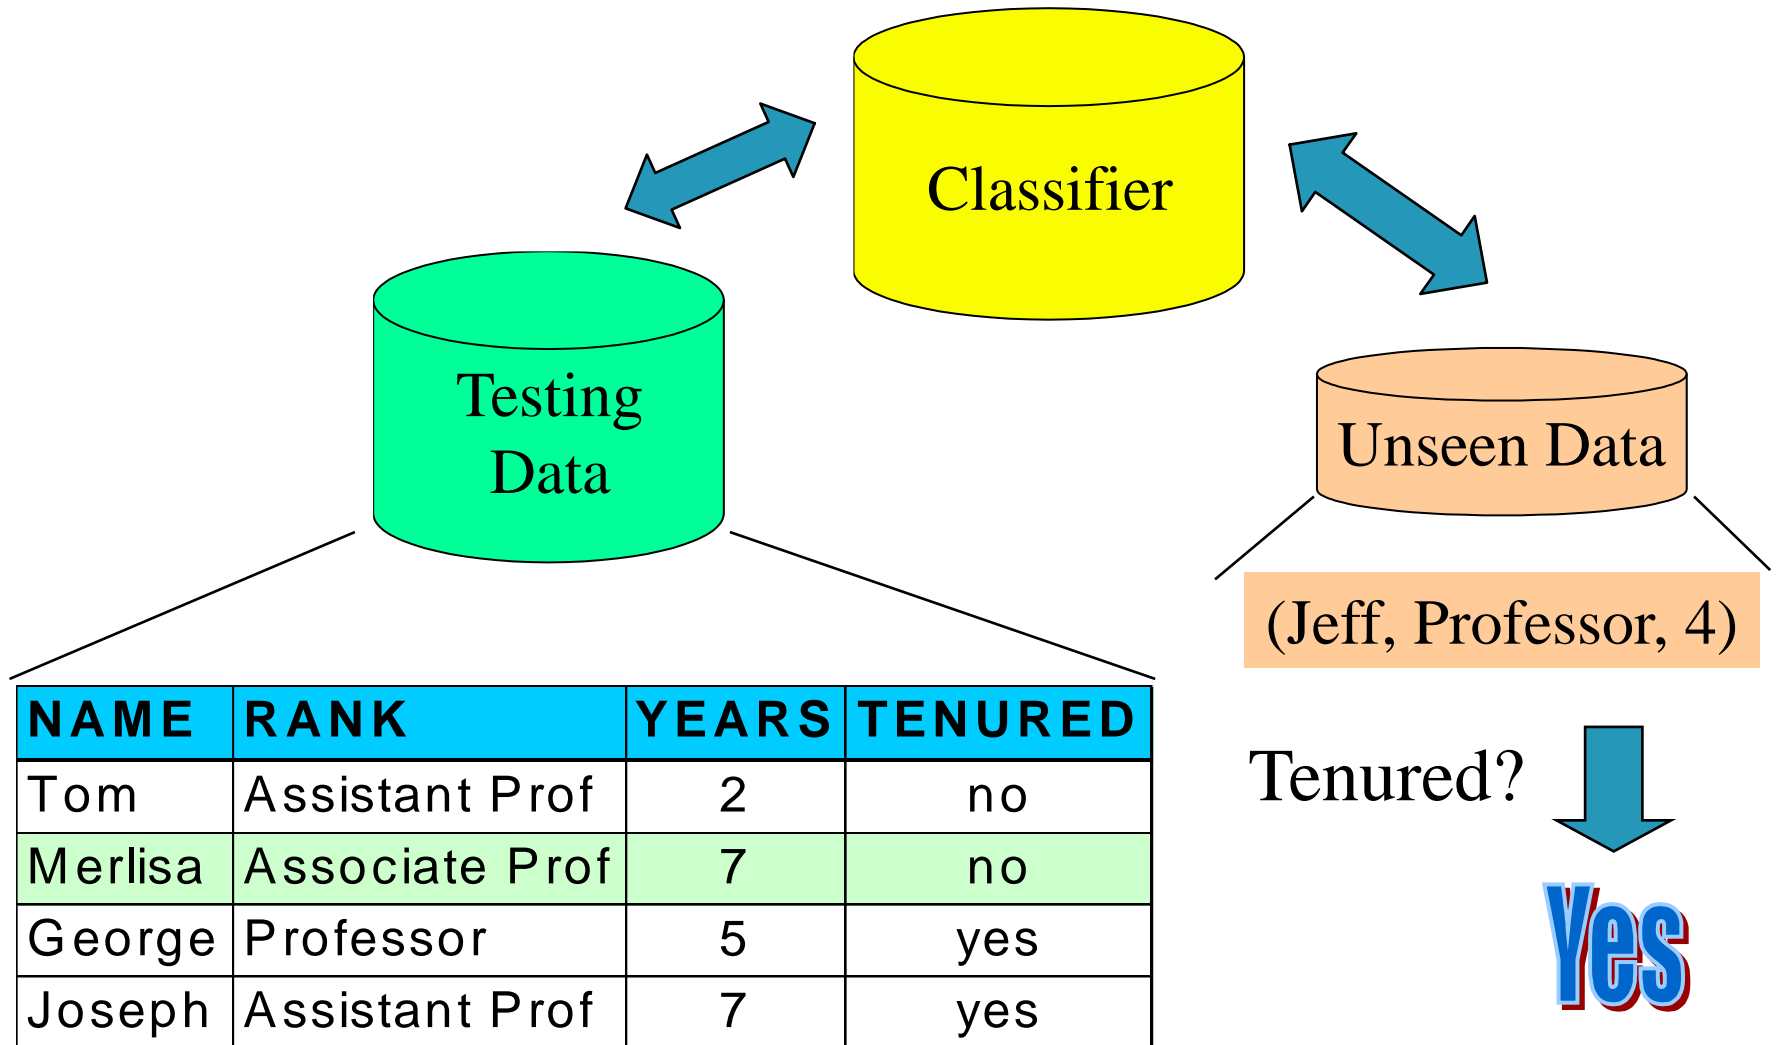 Classifier
Testing
Data
Unseen Data
(Jeff, Professor, 4)
NAME RANK YEARS TENURED
Tom Assistant Prof 2 no
Merlisa Associate Prof 7 no
George Professor 5 yes
Joseph Assistant Prof 7 yes
Tenured?
Yes